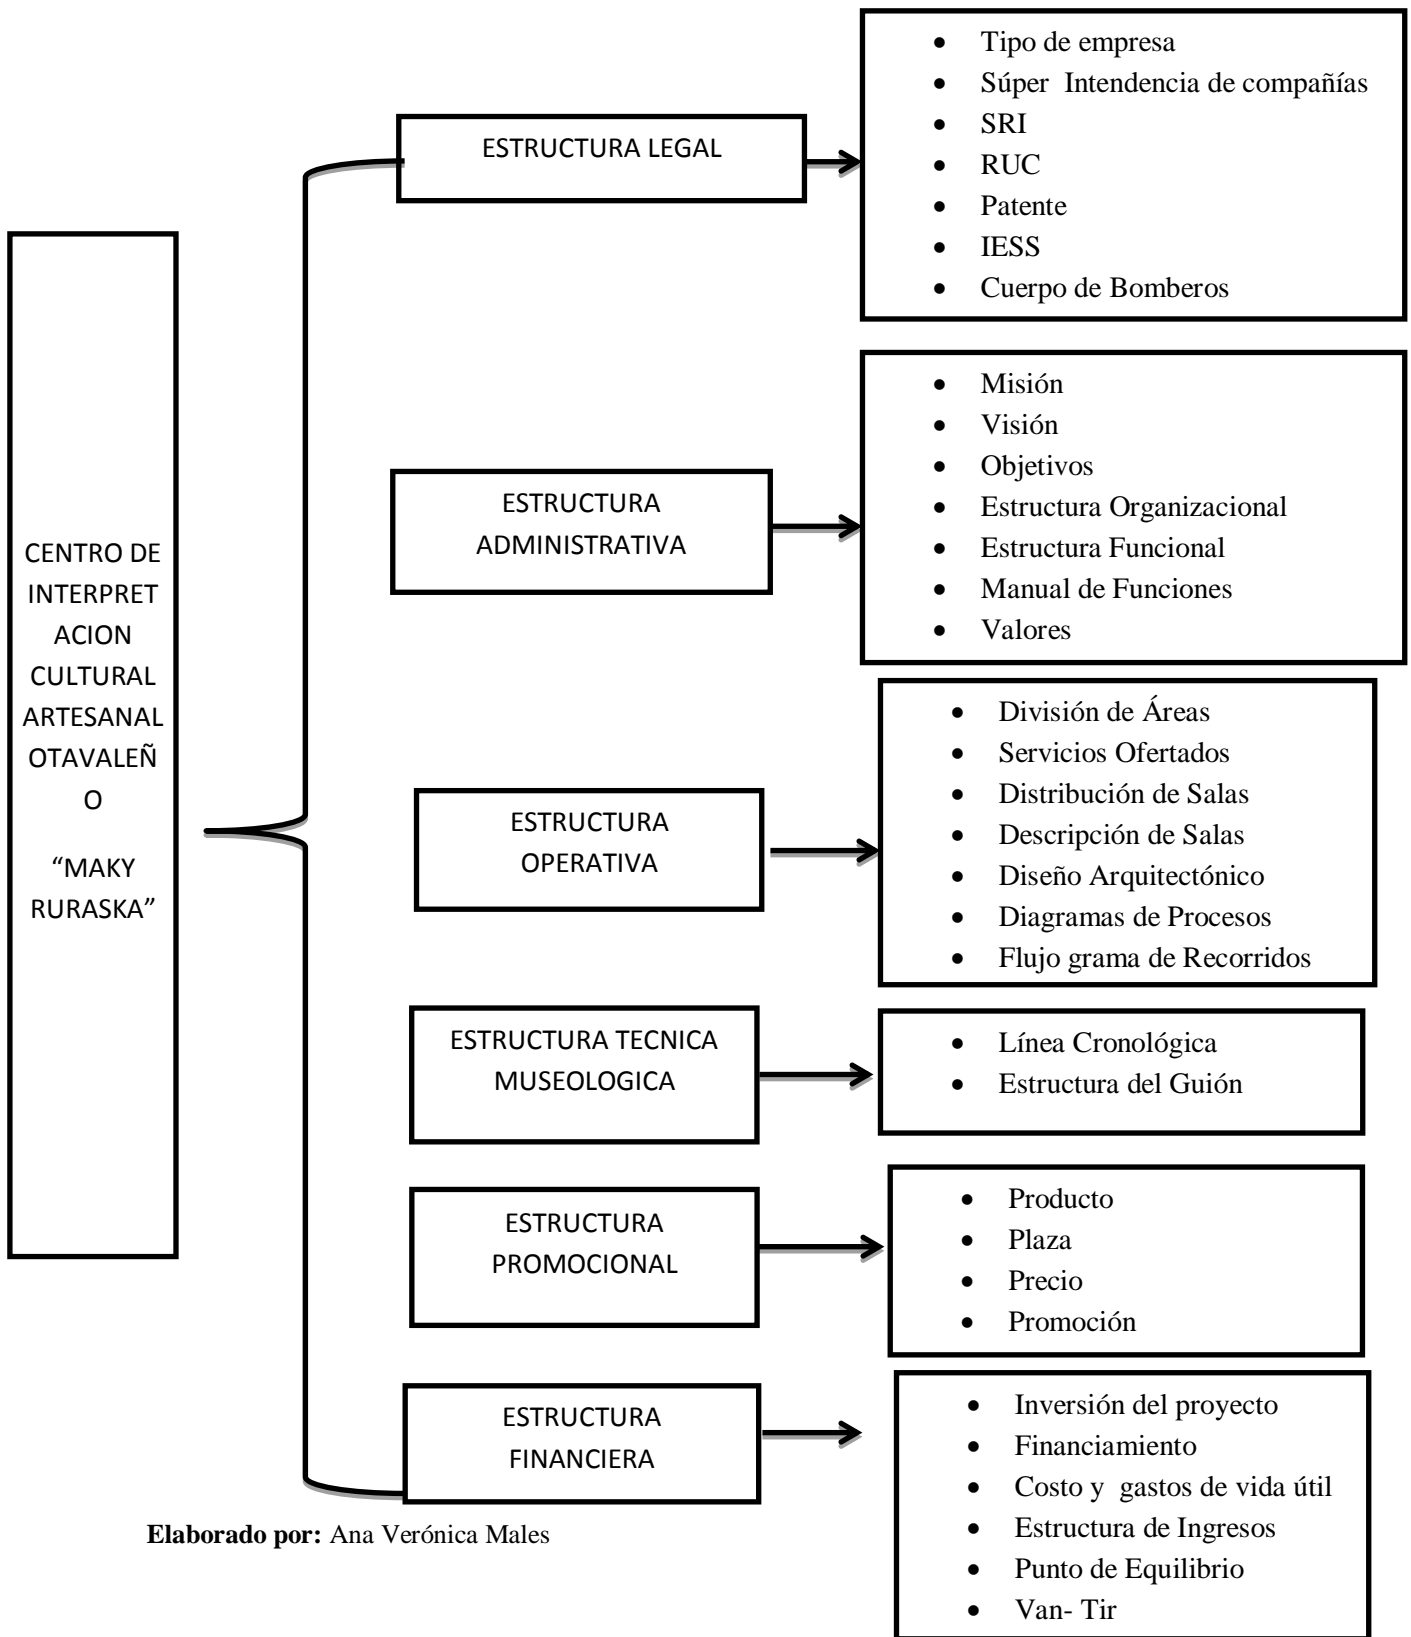 CENTRO DE
INTERPRET
ACION
CULTURAL
ARTESANAL
OTAVALEÑ
O
“MAKY
RURASKA”
ESTRUCTURA LEGAL
• Tipo de empresa
• Súper Intendencia de compañías
• SRI
• RUC
• Patente
• IESS
• Cuerpo de Bomberos
ESTRUCTURA
ADMINISTRATIVA
• Misión
• Visión
• Objetivos
• Estructura Organizacional
• Estructura Funcional
• Manual de Funciones
• Valores
ESTRUCTURA
OPERATIVA
• División de Áreas
• Servicios Ofertados
• Distribución de Salas
• Descripción de Salas
• Diseño Arquitectónico
• Diagramas de Procesos
• Flujo grama de Recorridos
ESTRUCTURA TECNICA
MUSEOLOGICA
• Línea Cronológica
• Estructura del Guión
ESTRUCTURA
PROMOCIONAL
• Producto
• Plaza
• Precio
• Promoción
ESTRUCTURA
FINANCIERA
• Inversión del proyecto
• Financiamiento
• Costo y gastos de vida útil
• Estructura de Ingresos
• Punto de Equilibrio
• Van- Tir
Elaborado por: Ana Verónica Males